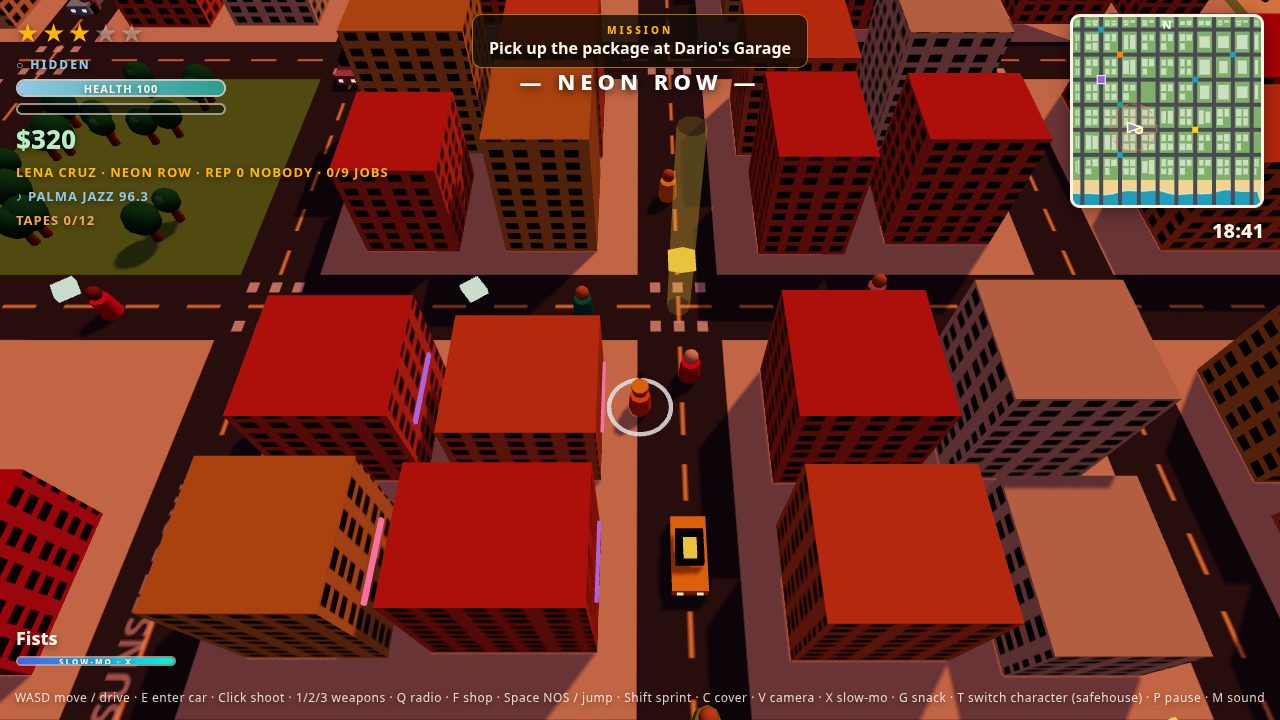 MISSION
Pick up the package at Dario's Garage
— NEON ROW —
N
★★★★★
○ HIDDEN
HEALTH 100
$320
LENA CRUZ · NEON ROW · REP 0 NOBODY · 0/9 JOBS
♪ PALMA JAZZ 96.3
TAPES 0/12
18:41
Fists
SLOW-MO · X
WASD move / drive · E enter car · Click shoot · 1/2/3 weapons · Q radio · F shop · Space NOS / jump · Shift sprint · C cover · V camera · X slow-mo · G snack · T switch character (safehouse) · P pause · M sound